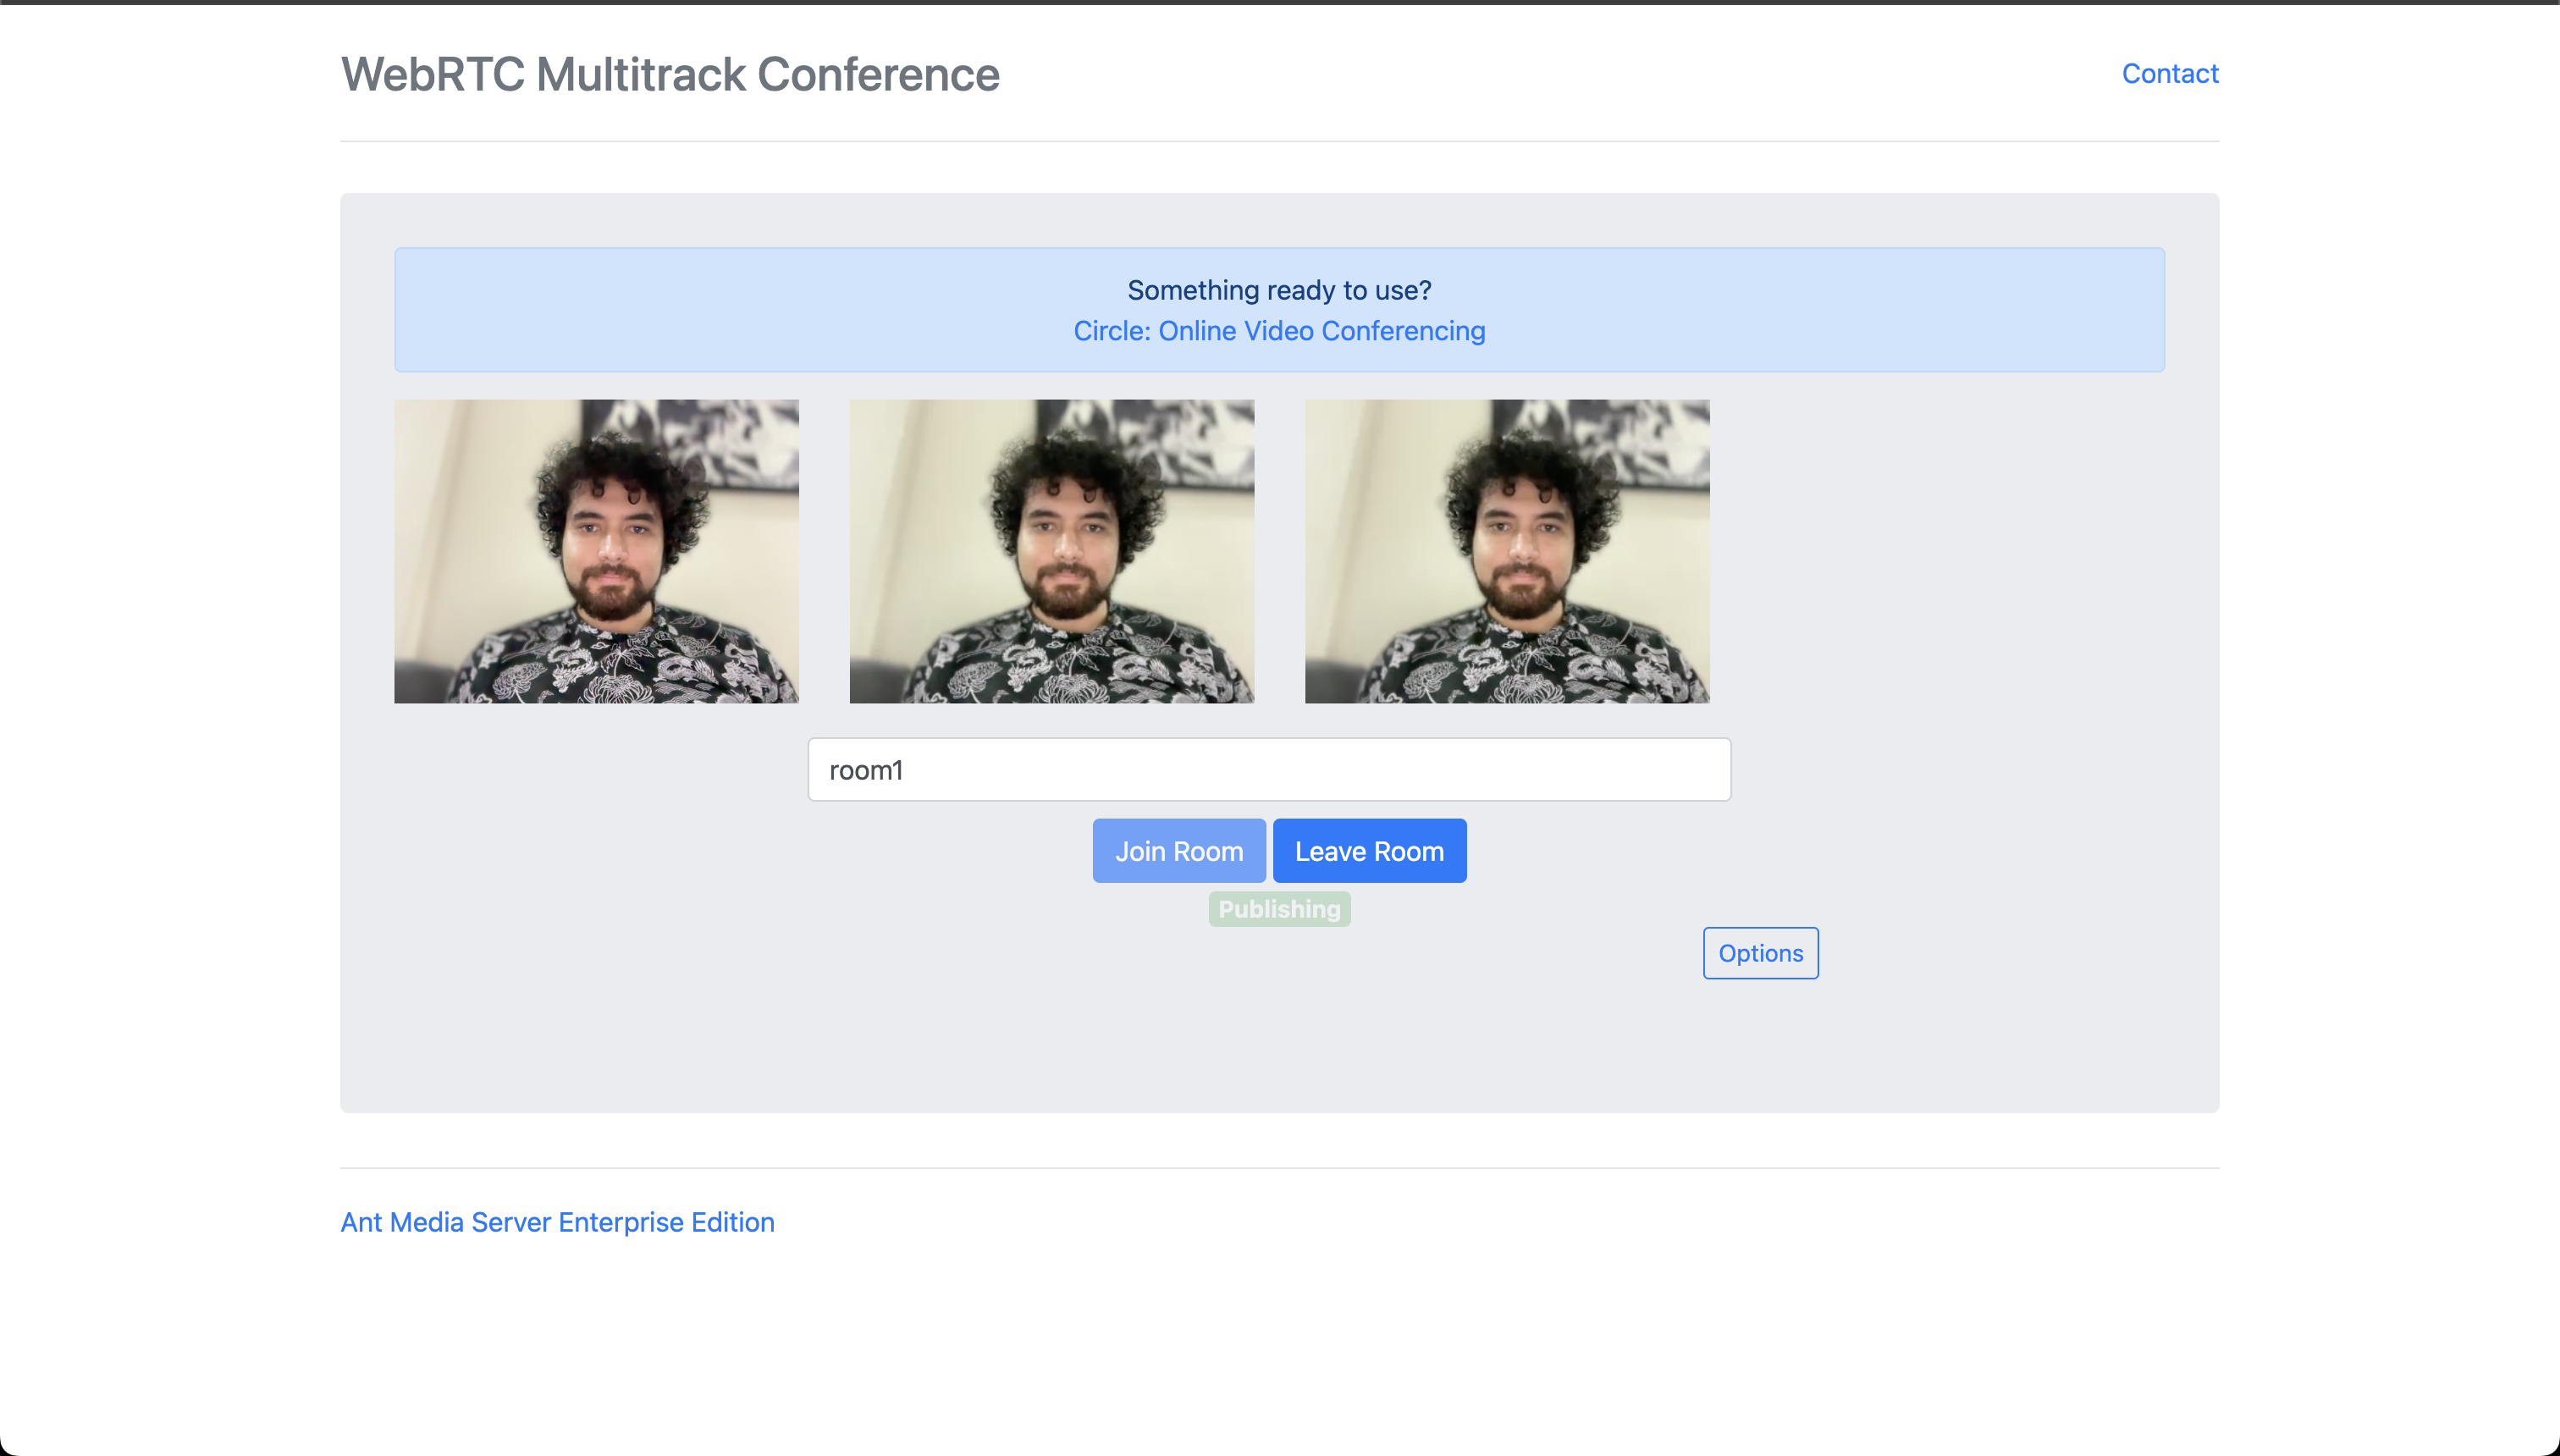 WebRTC Multitrack Conference
Contact
Something ready to use?
Circle: Online Video Conferencing
room1
Join Room
Leave Room
Publishing
Options
Ant Media Server Enterprise Edition